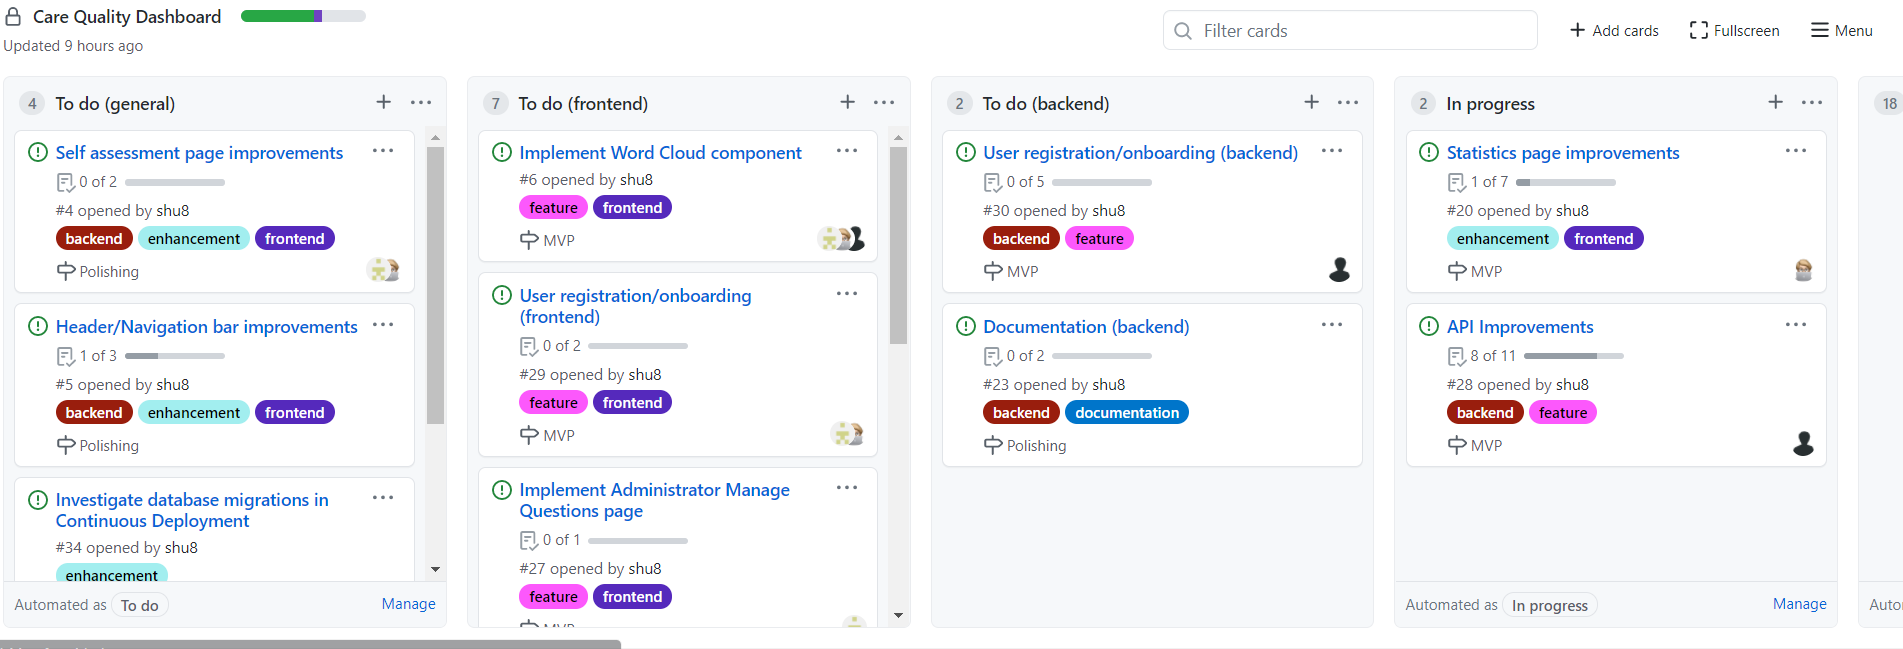 Care Quality Dashboard
Updated 9 hours ago
Filter cards
Add cards
Fullscreen
Menu
4 To do (general)
Self assessment page improvements
0 of 2
#4 opened by shu8
backend enhancement frontend
Polishing
Header/Navigation bar improvements
1 of 3
#5 opened by shu8
backend enhancement frontend
Polishing
Investigate database migrations in
Continuous Deployment
#34 opened by shu8
enhancement
Automated as To do Manage
7 To do (frontend)
Implement Word Cloud component
#6 opened by shu8
feature frontend
MVP
User registration/onboarding
(frontend)
0 of 2
#29 opened by shu8
feature frontend
MVP
Implement Administrator Manage
Questions page
0 of 1
#27 opened by shu8
feature frontend
MVP
2 To do (backend)
User registration/onboarding (backend)
0 of 5
#30 opened by shu8
backend feature
MVP
Documentation (backend)
0 of 2
#23 opened by shu8
backend documentation
Polishing
2 In progress
Statistics page improvements
1 of 7
#20 opened by shu8
enhancement frontend
MVP
API Improvements
8 of 11
#28 opened by shu8
backend feature
MVP
Automated as In progress Manage
18
Auto